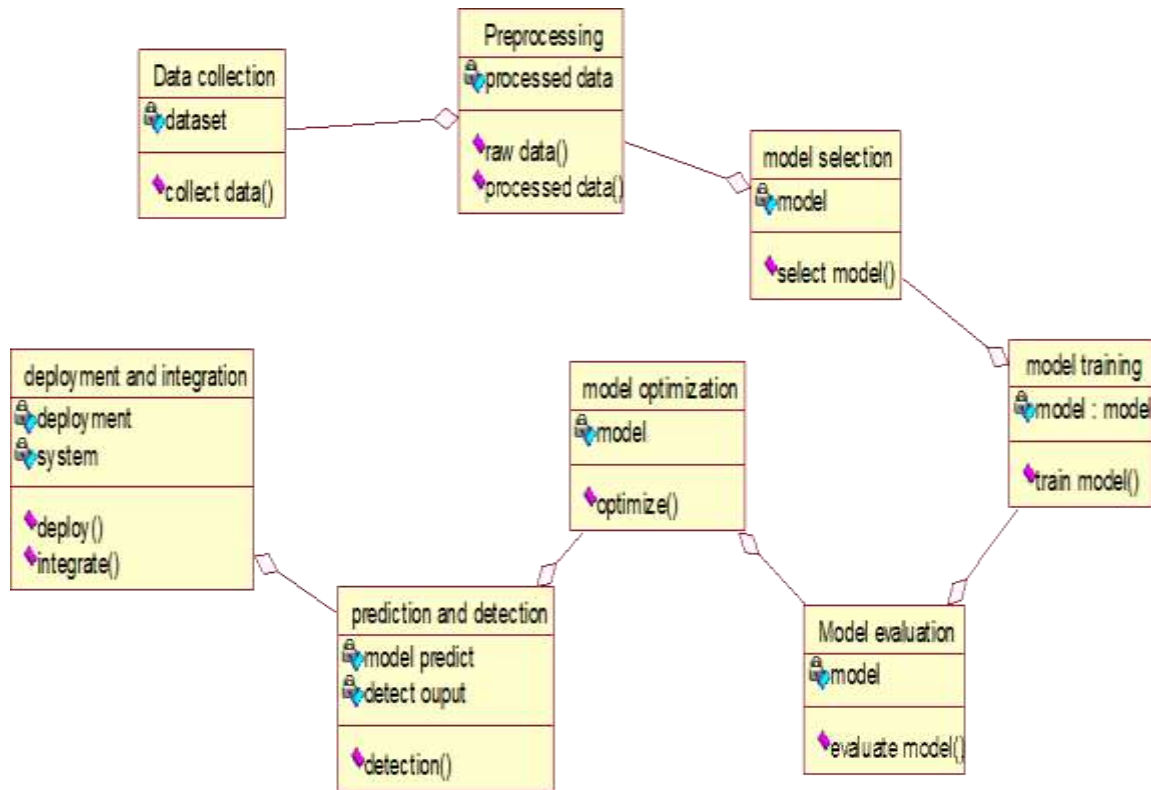 Data collection
dataset
collect data()
Preprocessing
processed data
raw data()
processed data()
model selection
model
select model()
model training
model : model
train model()
Model evaluation
model
evaluate model()
model optimization
model
optimize()
prediction and detection
model predict
detect ouput
detection()
deployment and integration
deployment
system
deploy()
integrate()